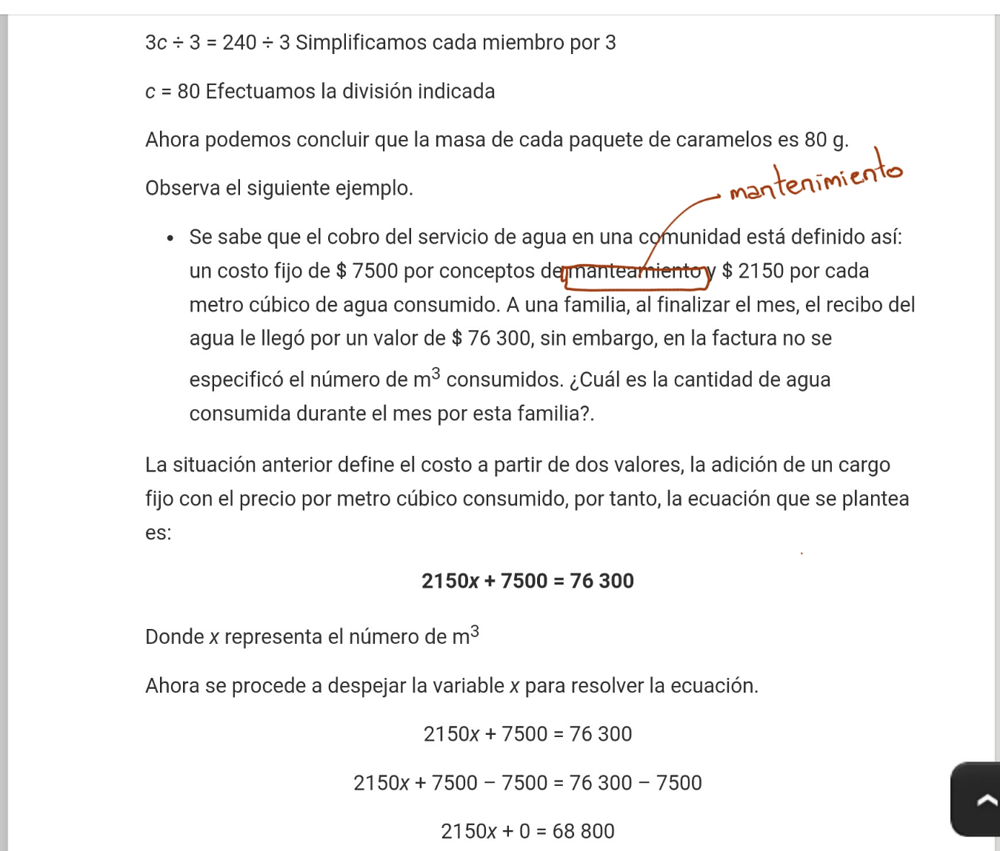 3c ÷ 3 = 240 ÷ 3 Simplificamos cada miembro por 3
c = 80 Efectuamos la división indicada
Ahora podemos concluir que la masa de cada paquete de caramelos es 80 g.
mantenimiento
Observa el siguiente ejemplo.
• Se sabe que el cobro del servicio de agua en una comunidad está definido así:
un costo fijo de $ 7500 por conceptos de manteamiento y $ 2150 por cada
metro cúbico de agua consumido. A una familia, al finalizar el mes, el recibo del
agua le llegó por un valor de $ 76 300, sin embargo, en la factura no se
especificó el número de m³ consumidos. ¿Cuál es la cantidad de agua
consumida durante el mes por esta familia?.
La situación anterior define el costo a partir de dos valores, la adición de un cargo
fijo con el precio por metro cúbico consumido, por tanto, la ecuación que se plantea
es:
2150x + 7500 = 76 300
Donde x representa el número de m³
Ahora se procede a despejar la variable x para resolver la ecuación.
2150x + 7500 = 76 300
2150x + 7500 − 7500 = 76 300 − 7500
2150x + 0 = 68 800